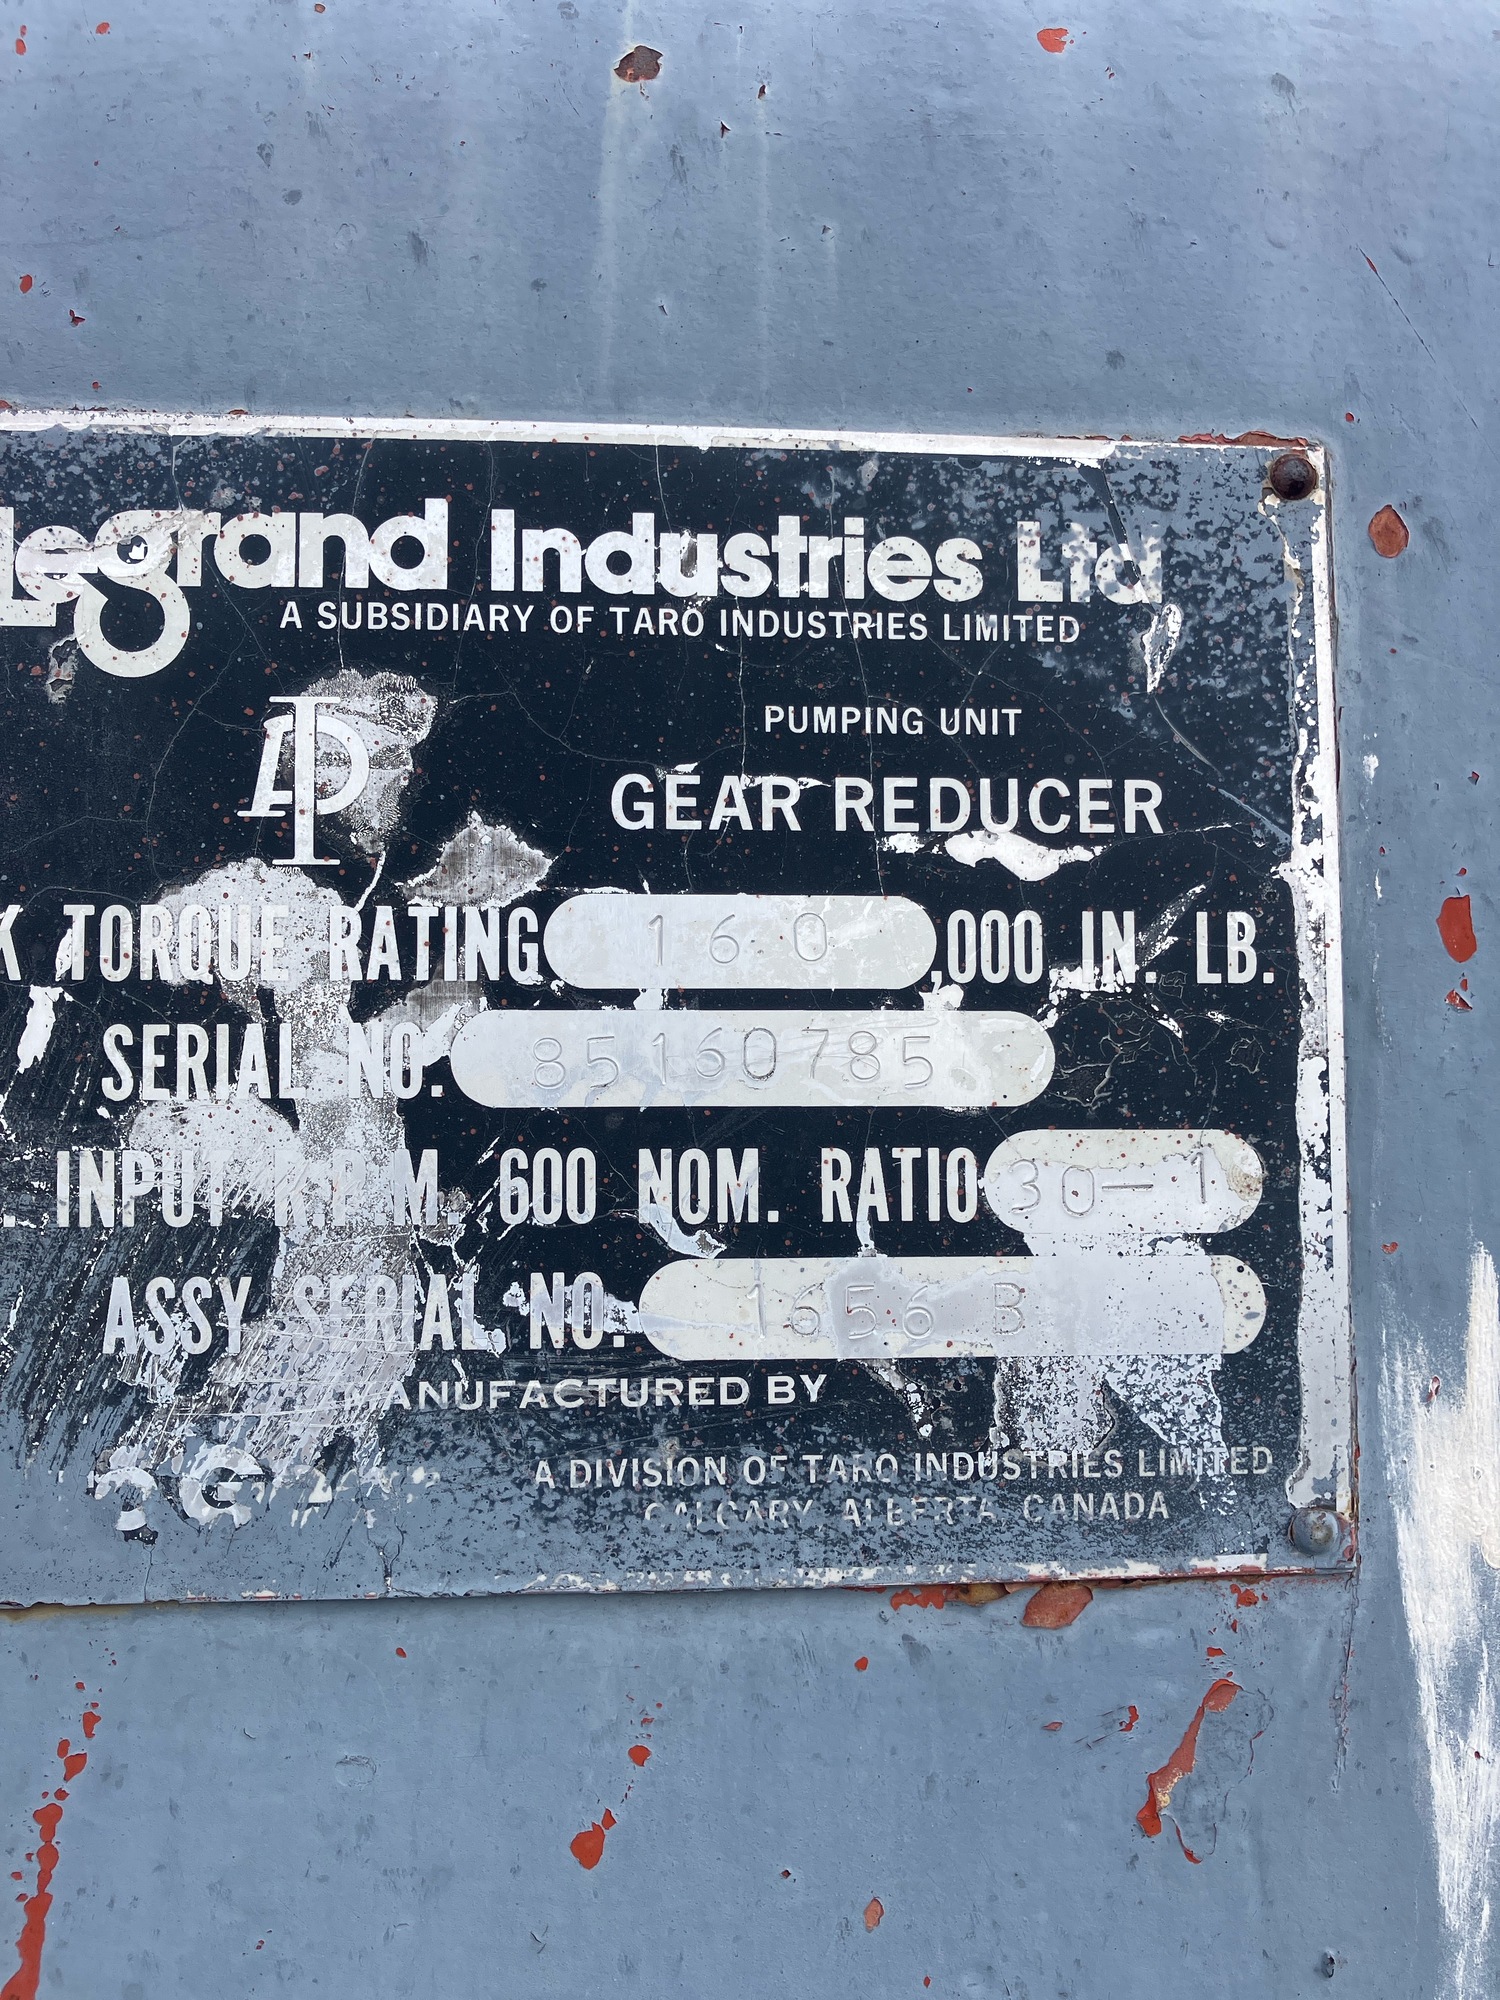 Legrand Industries Ltd
A SUBSIDIARY OF TARO INDUSTRIES LIMITED
PUMPING UNIT
GEAR REDUCER
K TORQUE RATING 160 ,000 IN. LB.
SERIAL NO. 85160785
. INPUT R.P.M. 600 NOM. RATIO 30-1
. ASSY SERIAL NO. 1656 B
MANUFACTURED BY
A DIVISION OF TARO INDUSTRIES LIMITED
CALGARY, ALBERTA, CANADA